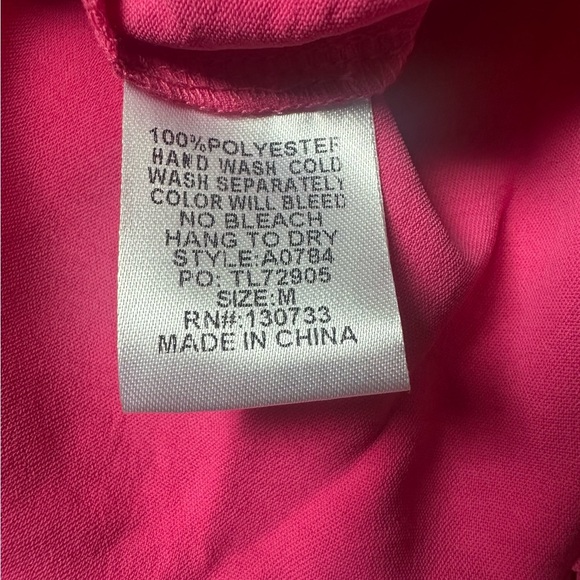 100%POLYESTER
HAND WASH COLD
WASH SEPARATELY
COLOR WILL BLEED
NO BLEACH
HANG TO DRY
STYLE:A0784
PO: TL72905
SIZE:M
RN#:130733
MADE IN CHINA